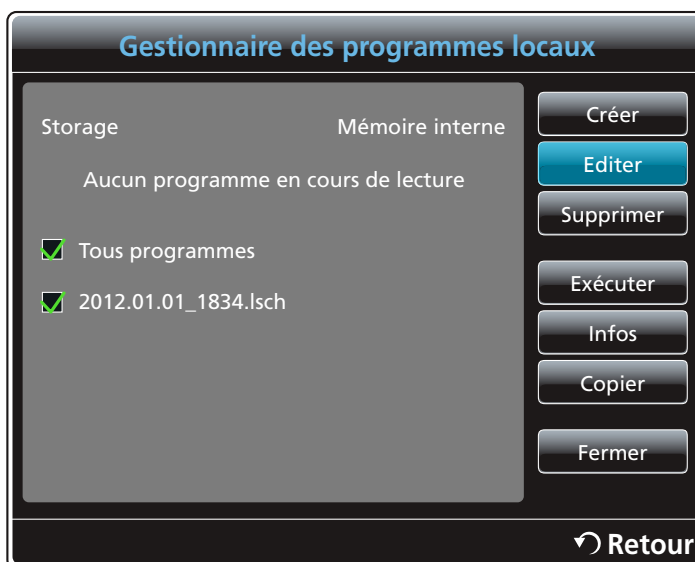 Gestionnaire des programmes locaux
Storage Mémoire interne
Aucun programme en cours de lecture
Tous programmes
2012.01.01_1834.lsch
Créer
Editer
Supprimer
Exécuter
Infos
Copier
Fermer
Retour